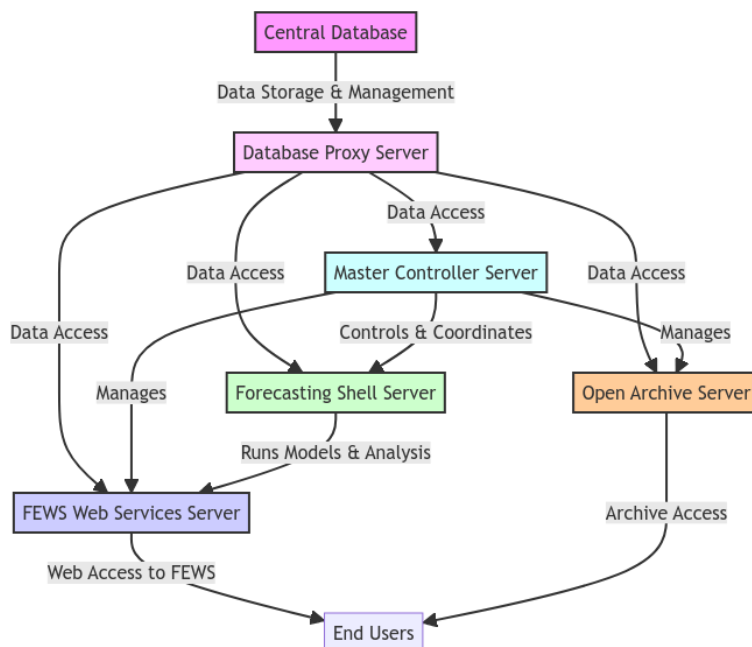 Central Database
Data Storage & Management
Database Proxy Server
Data Access
Master Controller Server
Data Access
Data Access
Data Access
Controls & Coordinates
Manages
Manages
Forecasting Shell Server
Open Archive Server
Runs Models & Analysis
FEWS Web Services Server
Archive Access
Web Access to FEWS
End Users